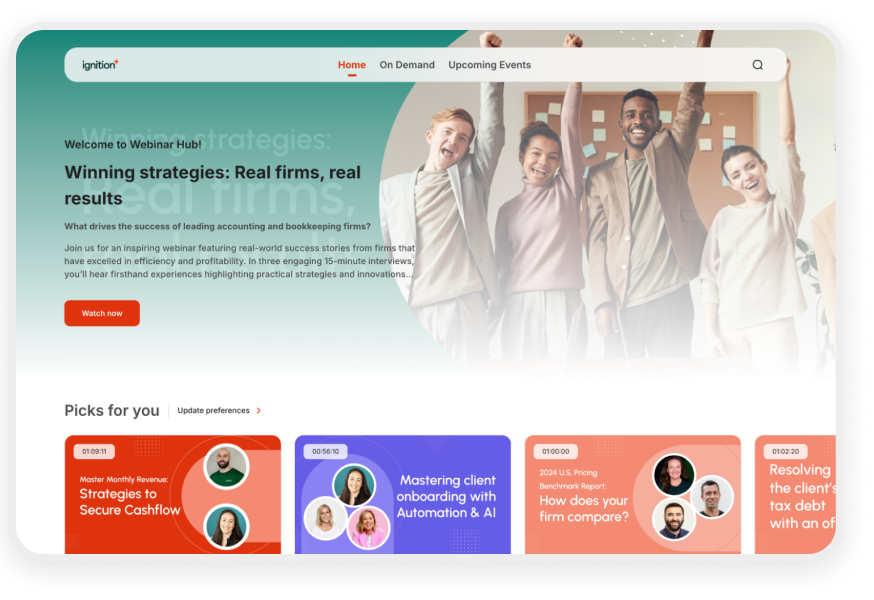 ignition
Home
On Demand
Upcoming Events
Winning strategies:
Real firms,
Welcome to Webinar Hub!
Winning strategies: Real firms, real
results
What drives the success of leading accounting and bookkeeping firms?
Join us for an inspiring webinar featuring real-world success stories from firms that
have excelled in efficiency and profitability. In three engaging 15-minute interviews,
you'll hear firsthand experiences highlighting practical strategies and innovations...
Watch now
Picks for you
Update preferences
01:09:11
Master Monthly Revenue:
Strategies to
Secure Cashflow
00:56:10
Mastering client
onboarding with
Automation & AI
01:00:00
2024 U.S. Pricing
Benchmark Report:
How does your
firm compare?
01:02:20
Resolving
the client's
tax debt
with an of